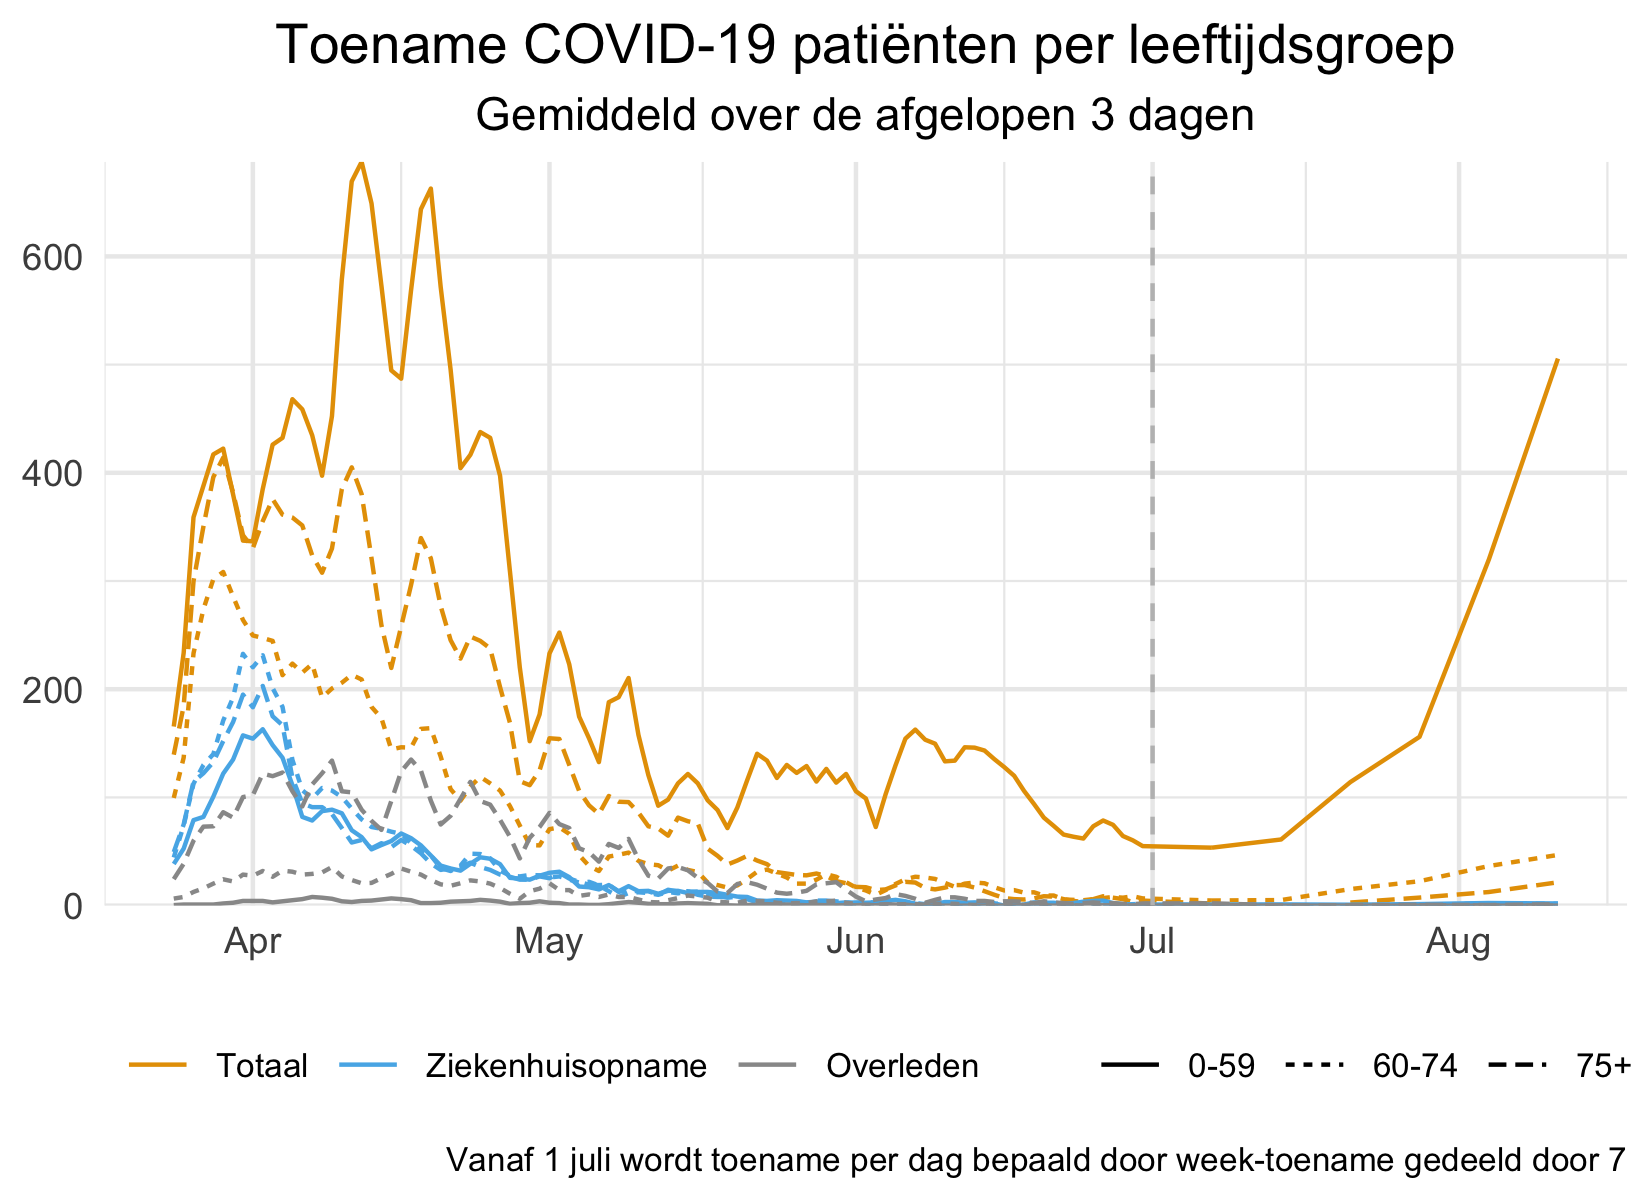 Toename COVID-19 patiënten per leeftijdsgroep
Gemiddeld over de afgelopen 3 dagen
600
400
200
0
Apr May Jun Jul Aug
Totaal Ziekenhuisopname Overleden 0-59 60-74 75+
Vanaf 1 juli wordt toename per dag bepaald door week-toename gedeeld door 7